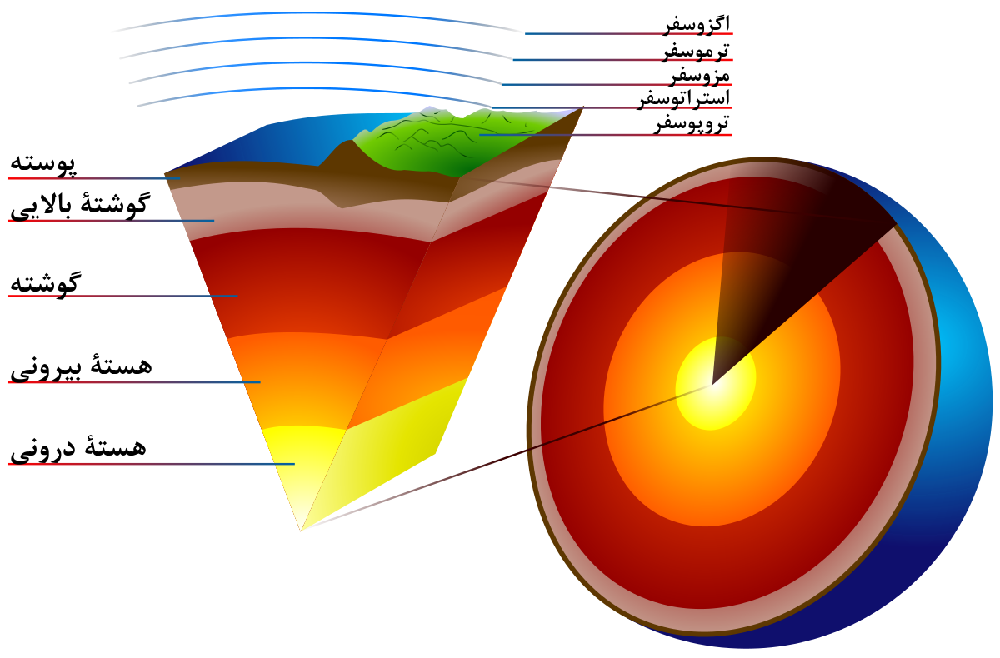 اگزوسفر
ترموسفر
مزوسفر
استراتوسفر
تروپوسفر
پوسته
گوشتهٔ بالایی
گوشته
هستهٔ بیرونی
هستهٔ درونی